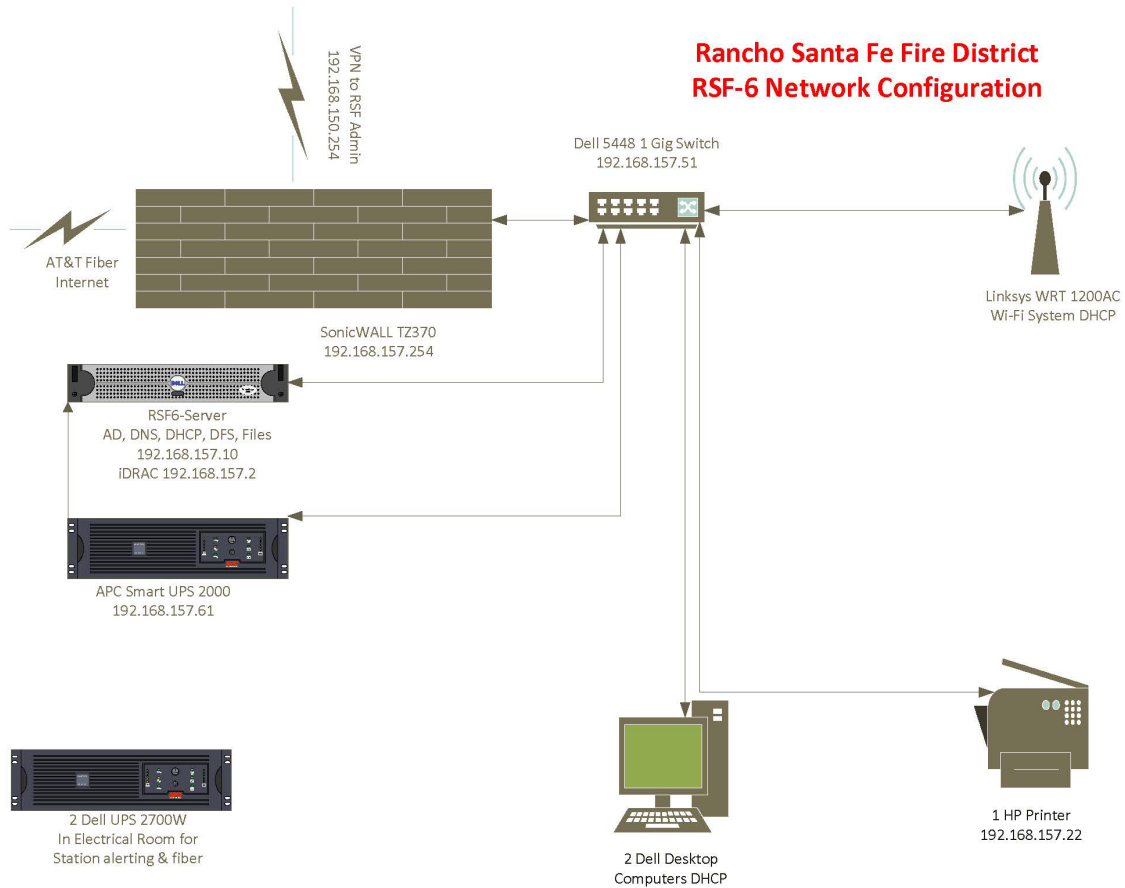 Rancho Santa Fe Fire District
RSF-6 Network Configuration
VPN to RSF Admin
192.168.150.254
Dell 5448 1 Gig Switch
192.168.157.51
AT&T Fiber
Internet
Linksys WRT 1200AC
Wi-Fi System DHCP
SonicWALL TZ370
192.168.157.254
DELL
RSF6-Server
AD, DNS, DHCP, DFS, Files
192.168.157.10
iDRAC 192.168.157.2
APC Smart UPS 2000
192.168.157.61
2 Dell UPS 2700W
In Electrical Room for
Station alerting & fiber
2 Dell Desktop
Computers DHCP
1 HP Printer
192.168.157.22